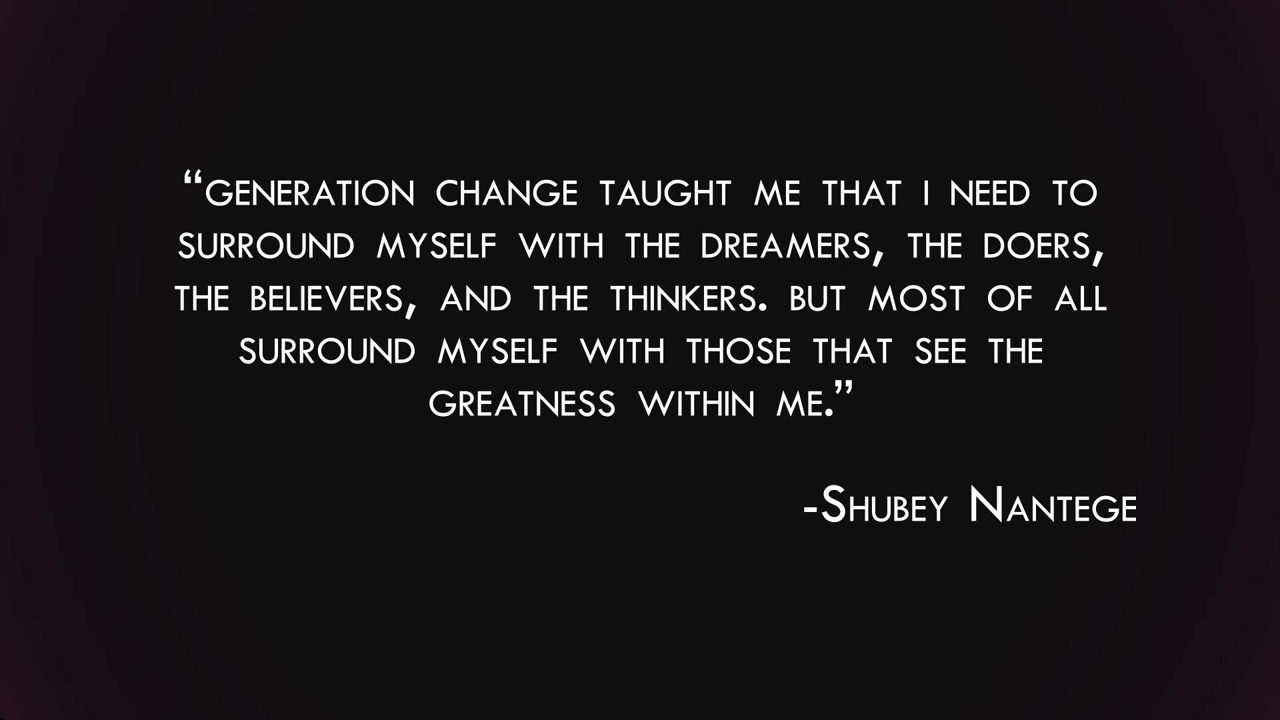 “GENERATION CHANGE TAUGHT ME THAT I NEED TO
SURROUND MYSELF WITH THE DREAMERS, THE DOERS,
THE BELIEVERS, AND THE THINKERS. BUT MOST OF ALL
SURROUND MYSELF WITH THOSE THAT SEE THE
GREATNESS WITHIN ME.”
-SHUBEY NANTEGE